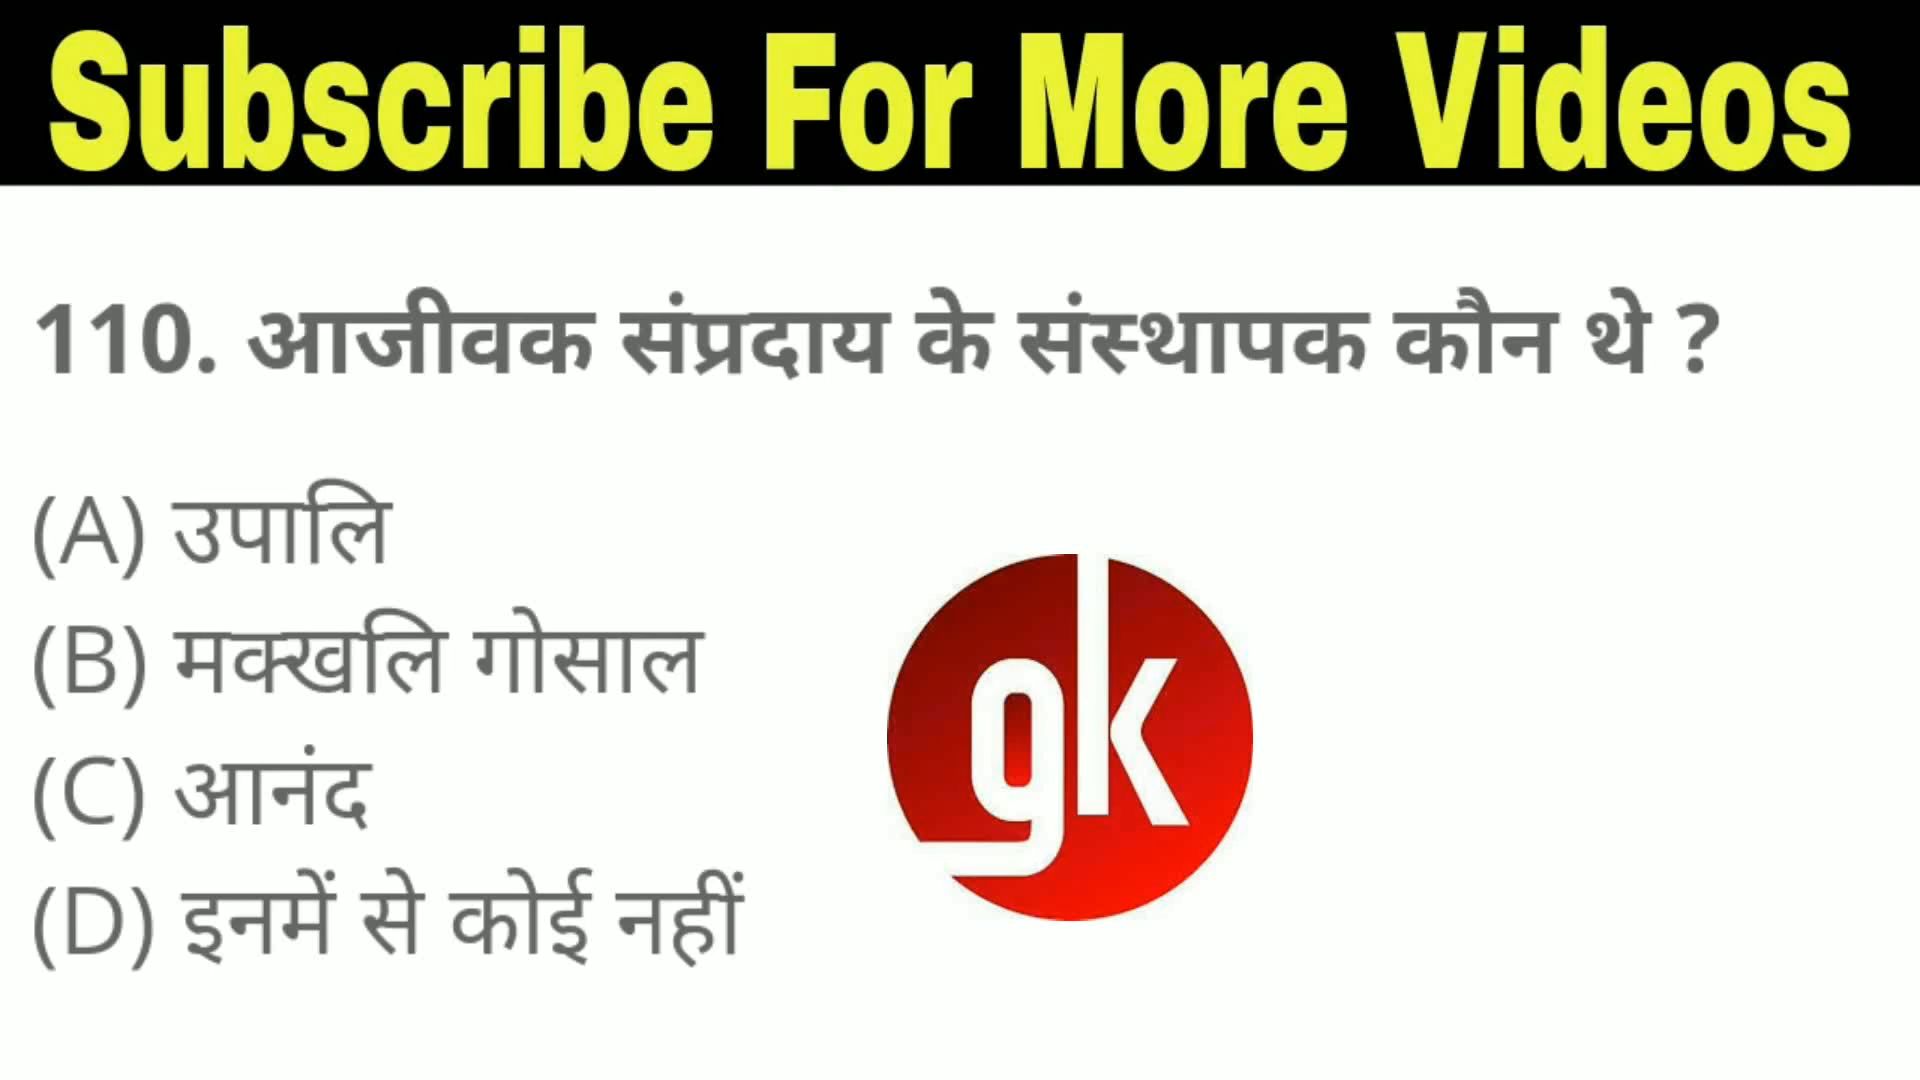 Subscribe For More Videos
110. आजीवक संप्रदाय के संस्थापक कौन थे ?
(A) उपालि
(B) मक्खलि गोसाल
(C) आनंद
(D) इनमें से कोई नहीं
gk